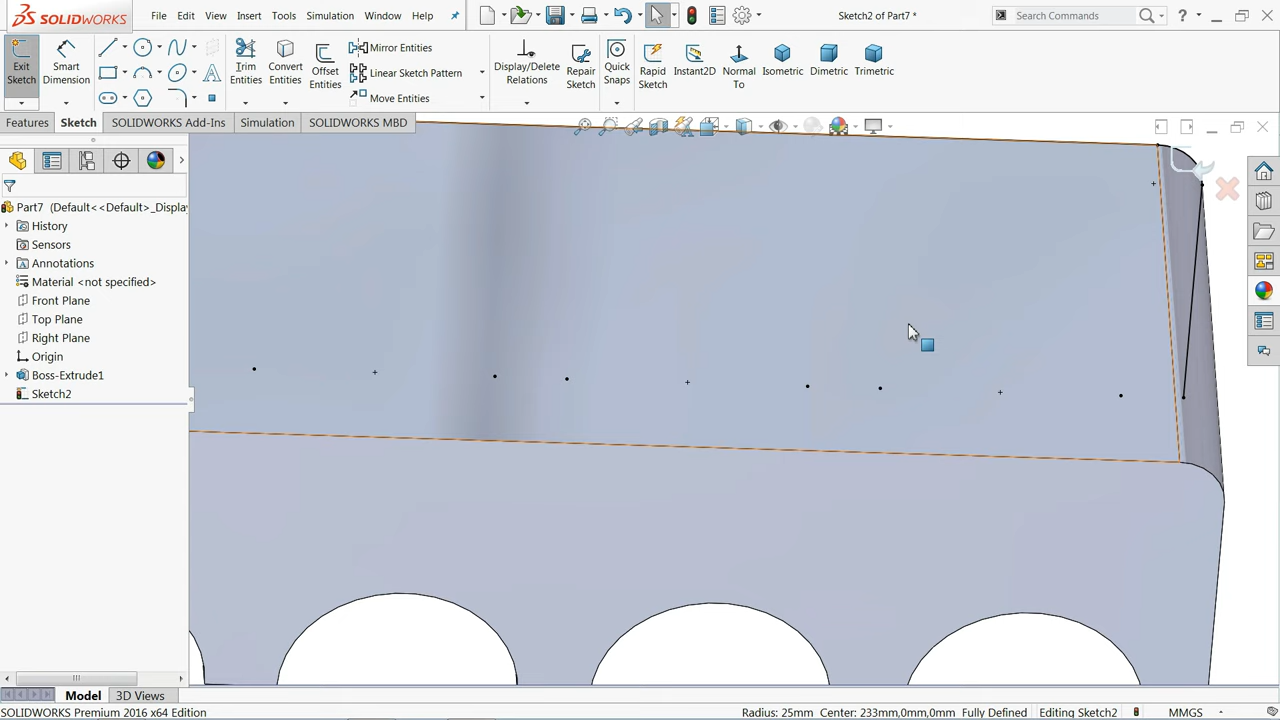 SOLIDWORKS
File Edit View Insert Tools Simulation Window Help
Sketch2 of Part7 *
Search Commands
Exit Sketch
Smart Dimension
Trim Entities
Convert Entities
Offset Entities
Mirror Entities
Linear Sketch Pattern
Move Entities
Display/Delete Relations
Repair Sketch
Quick Snaps
Rapid Sketch
Instant2D
Normal To
Isometric
Dimetric
Trimetric
Features Sketch SOLIDWORKS Add-Ins Simulation SOLIDWORKS MBD
Part7 (Default<<Default>_Displa
History
Sensors
Annotations
Material <not specified>
Front Plane
Top Plane
Right Plane
Origin
Boss-Extrude1
Sketch2
Model 3D Views
SOLIDWORKS Premium 2016 x64 Edition
Radius: 25mm Center: 233mm,0mm,0mm Fully Defined Editing Sketch2 MMGS